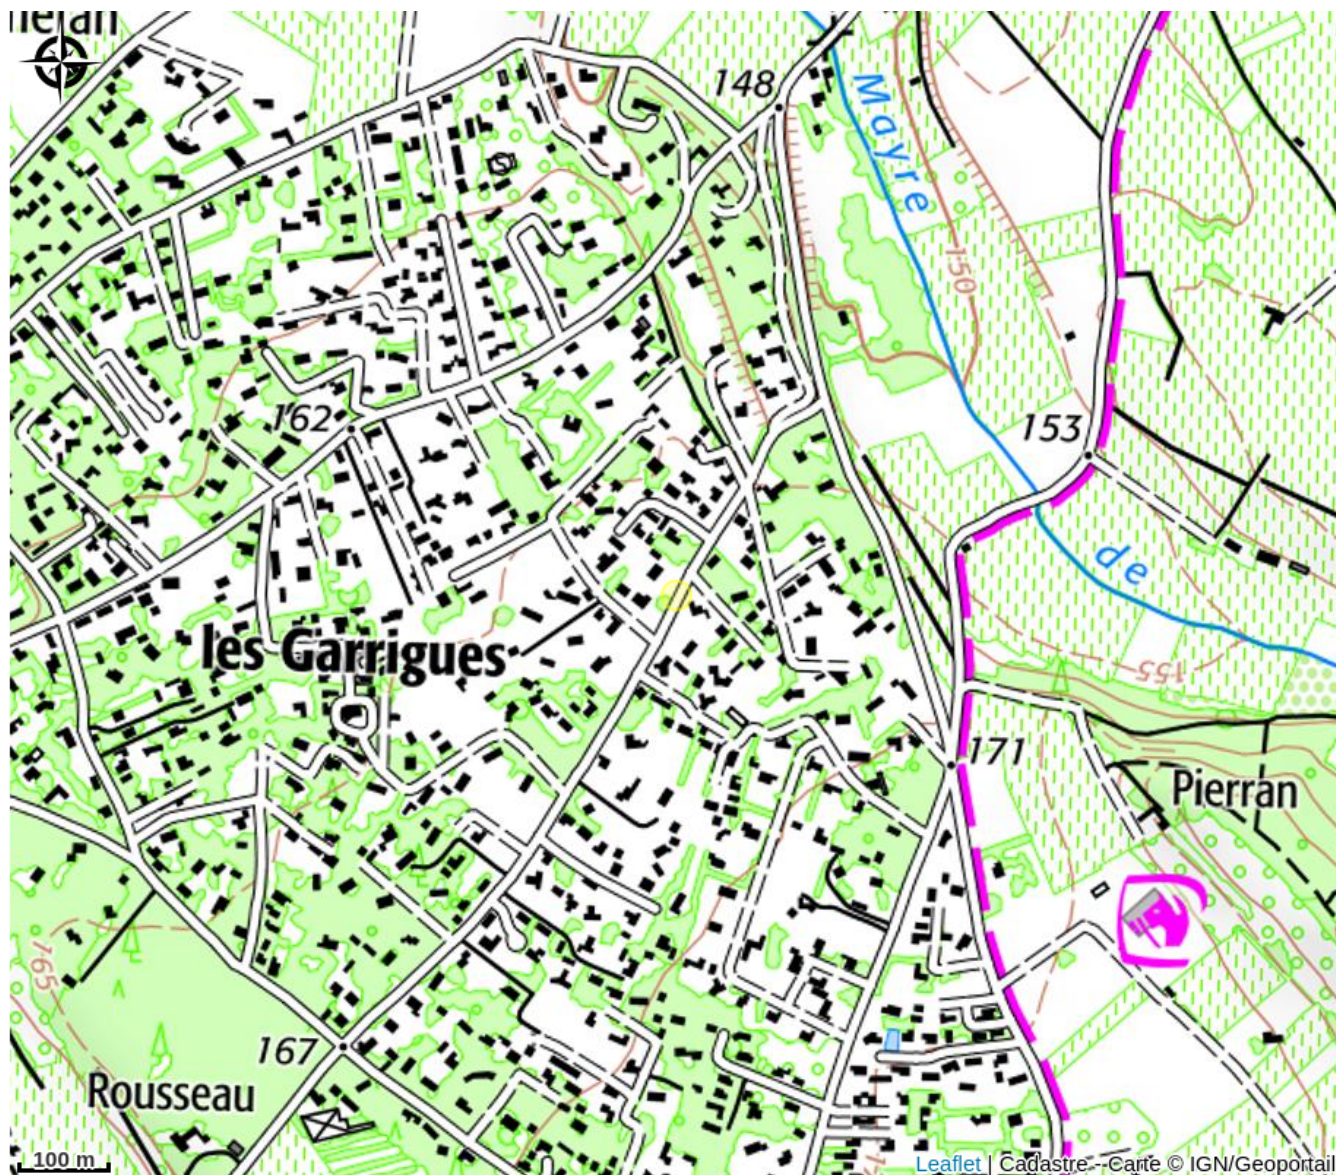 148
Mayre
150
162
153
de
les Garrigues
155
171
Pierran
165
167
Rousseau
100 m
Leaflet | Cadastre - Carte © IGN/Geoportail